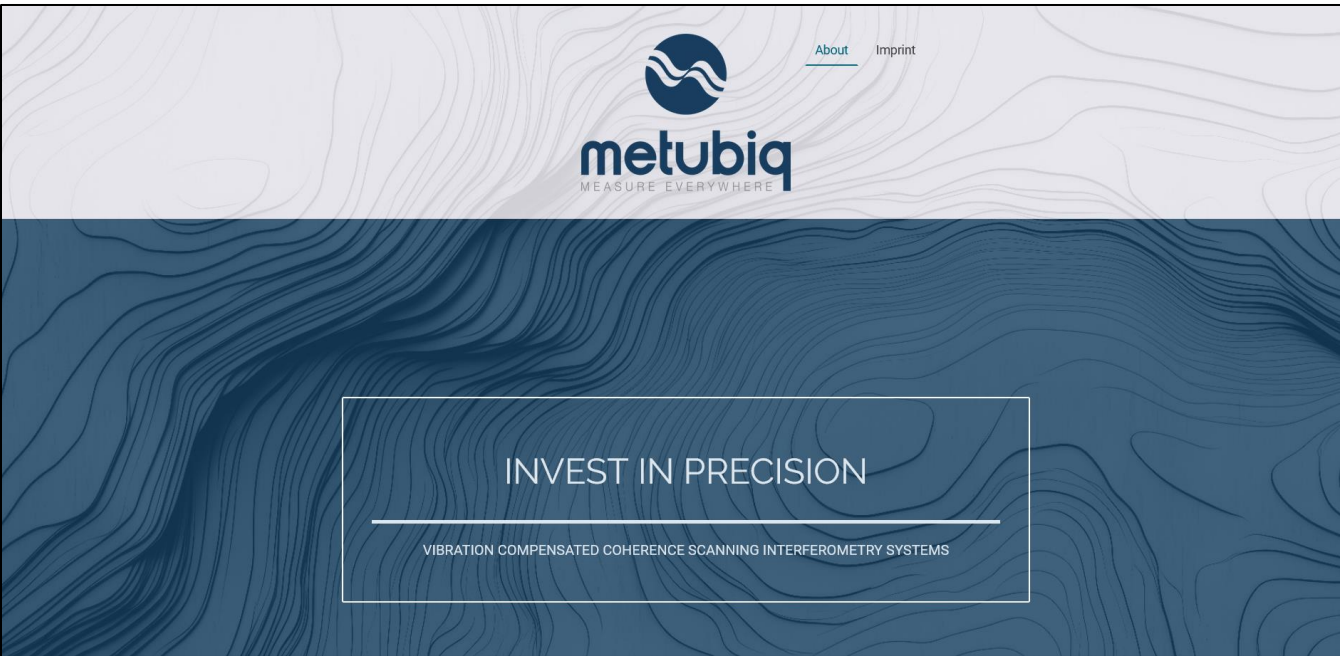 About Imprint
metubiq
MEASURE EVERYWHERE
INVEST IN PRECISION
VIBRATION COMPENSATED COHERENCE SCANNING INTERFEROMETRY SYSTEMS